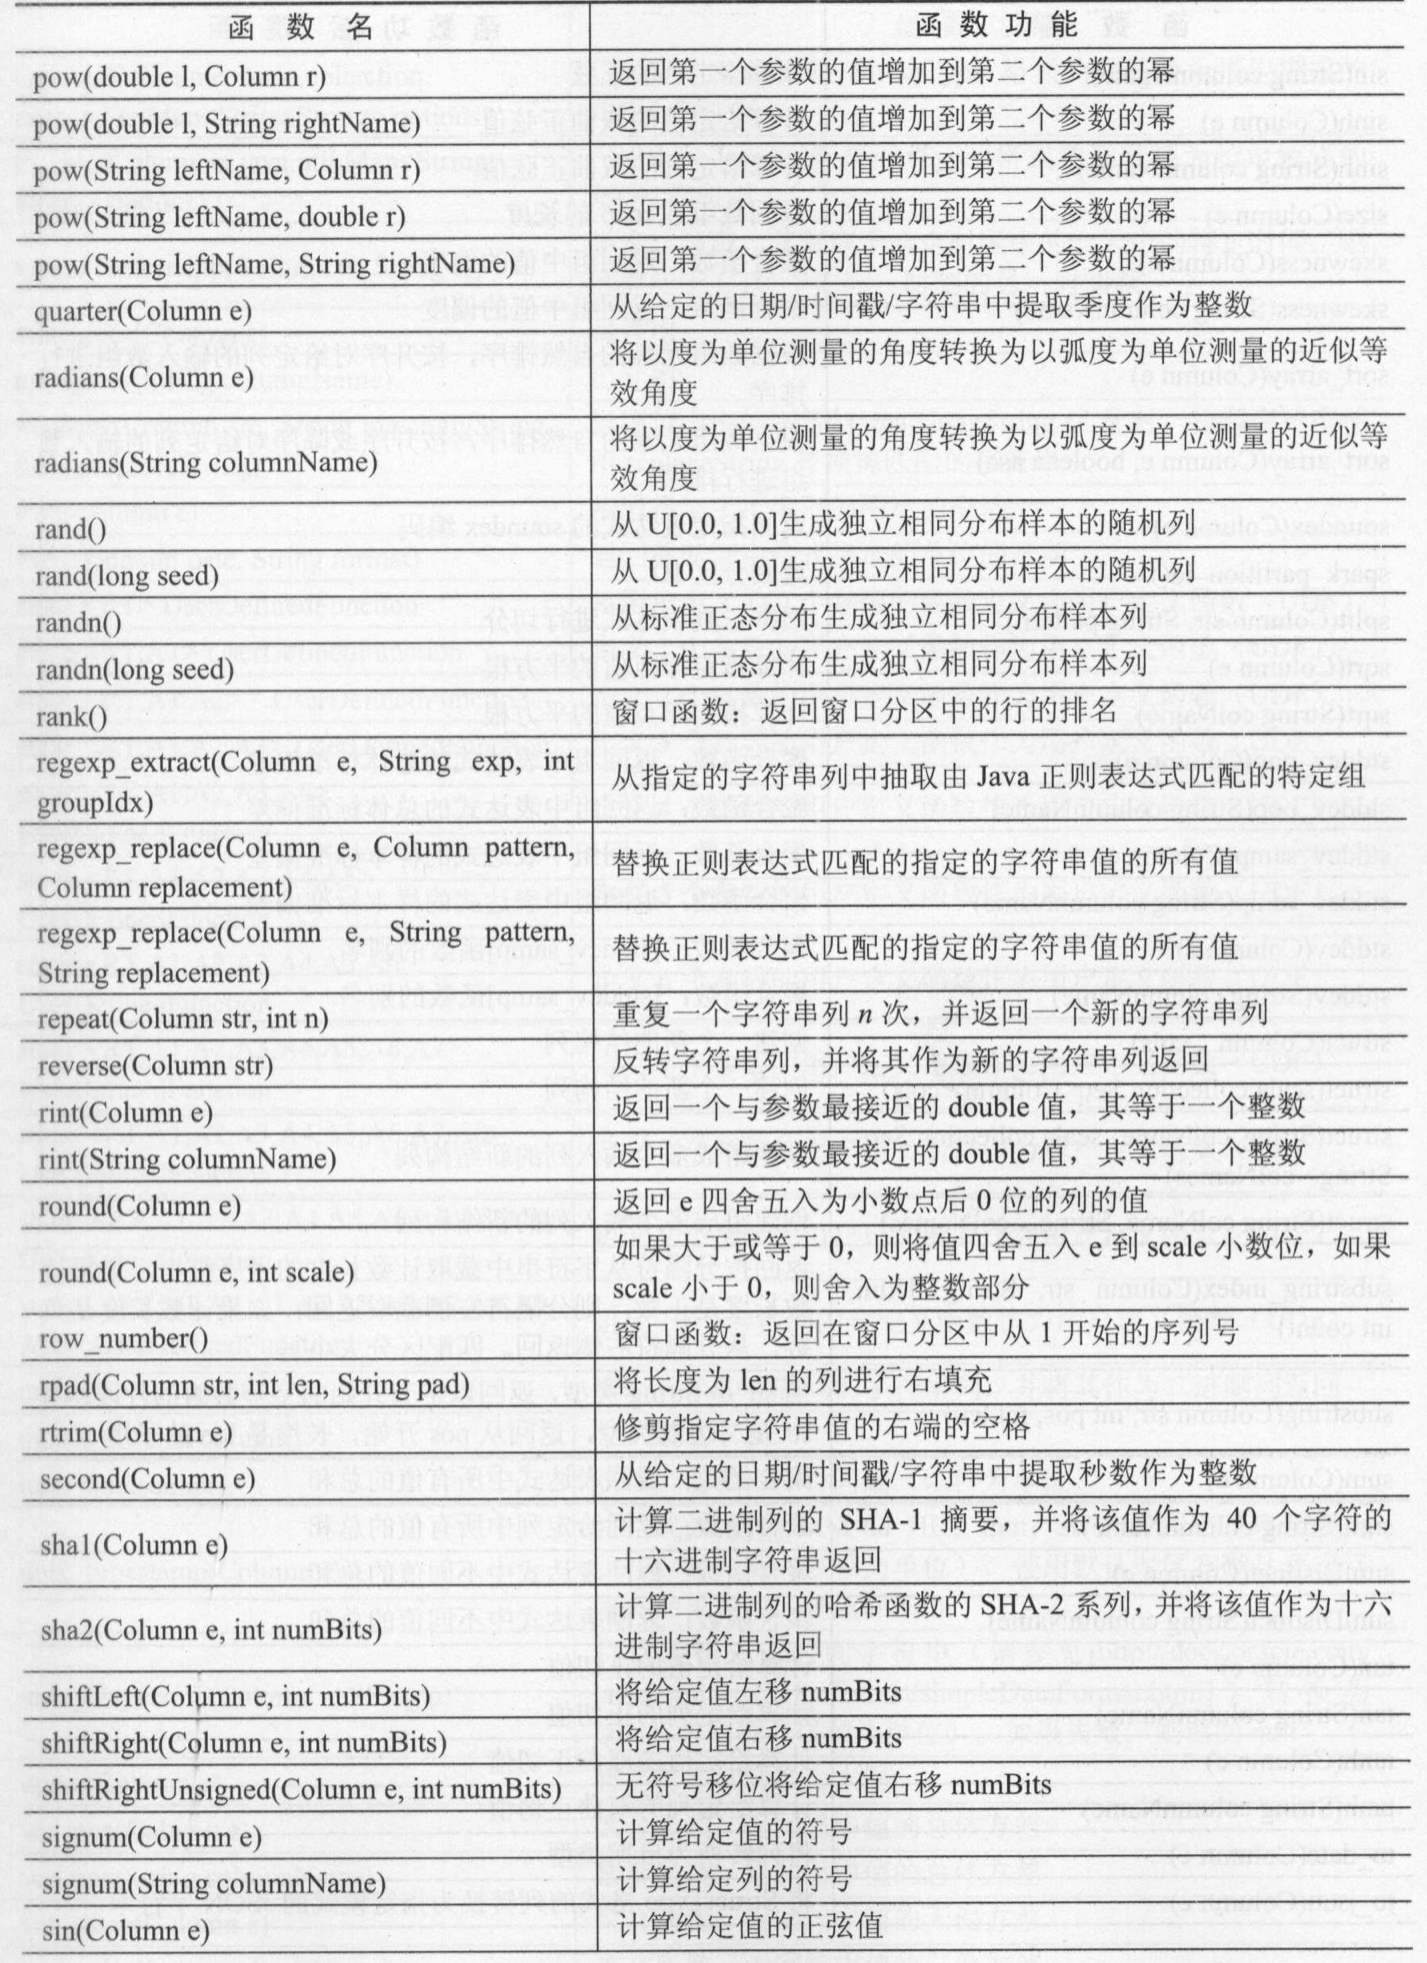 函 数 名 函 数 功 能
pow(double l, Column r) 返回第一个参数的值增加到第二个参数的幂
pow(double l, String rightName) 返回第一个参数的值增加到第二个参数的幂
pow(String leftName, Column r) 返回第一个参数的值增加到第二个参数的幂
pow(String leftName, double r) 返回第一个参数的值增加到第二个参数的幂
pow(String leftName, String rightName) 返回第一个参数的值增加到第二个参数的幂
quarter(Column e) 从给定的日期/时间戳/字符串中提取季度作为整数
radians(Column e) 将以度为单位测量的角度转换为以弧度为单位测量的近似等
效角度
radians(String columnName) 将以度为单位测量的角度转换为以弧度为单位测量的近似等
效角度
rand() 从 U[0.0, 1.0]生成独立相同分布样本的随机列
rand(long seed) 从 U[0.0, 1.0]生成独立相同分布样本的随机列
randn() 从标准正态分布生成独立相同分布样本列
randn(long seed) 从标准正态分布生成独立相同分布样本列
rank() 窗口函数：返回窗口分区中的行的排名
regexp_extract(Column e, String exp, int
groupIdx)
从指定的字符串列中抽取由 Java 正则表达式匹配的特定组
regexp_replace(Column e, Column pattern,
Column replacement)
替换正则表达式匹配的指定的字符串值的所有值
regexp_replace(Column e, String pattern,
String replacement)
替换正则表达式匹配的指定的字符串值的所有值
repeat(Column str, int n) 重复一个字符串列 n 次，并返回一个新的字符串列
reverse(Column str) 反转字符串列，并将其作为新的字符串列返回
rint(Column e) 返回一个与参数最接近的 double 值，其等于一个整数
rint(String columnName) 返回一个与参数最接近的 double 值，其等于一个整数
round(Column e) 返回 e 四舍五入为小数点后 0 位的列的值
round(Column e, int scale) 如果大于或等于 0，则将值四舍五入 e 到 scale 小数位，如果
scale 小于 0，则舍入为整数部分
row_number() 窗口函数：返回在窗口分区中从 1 开始的序列号
rpad(Column str, int len, String pad) 将长度为 len 的列进行右填充
rtrim(Column e) 修剪指定字符串值的右端的空格
second(Column e) 从给定的日期/时间戳/字符串中提取秒数作为整数
sha1(Column e) 计算二进制列的 SHA-1 摘要，并将该值作为 40 个字符的
十六进制字符串返回
sha2(Column e, int numBits) 计算二进制列的哈希函数的 SHA-2 系列，并将该值作为十六
进制字符串返回
shiftLeft(Column e, int numBits) 将给定值左移 numBits
shiftRight(Column e, int numBits) 将给定值右移 numBits
shiftRightUnsigned(Column e, int numBits) 无符号移位将给定值右移 numBits
signum(Column e) 计算给定值的符号
signum(String columnName) 计算给定列的符号
sin(Column e) 计算给定值的正弦值